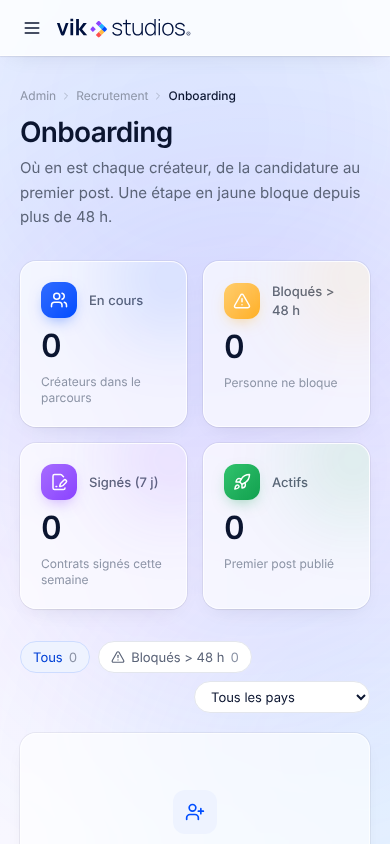 vik studios
Admin > Recrutement > Onboarding
Onboarding
Où en est chaque créateur, de la candidature au
premier post. Une étape en jaune bloque depuis
plus de 48 h.
En cours
0
Créateurs dans le
parcours
Bloqués >
48 h
0
Personne ne bloque
Signés (7 j)
0
Contrats signés cette
semaine
Actifs
0
Premier post publié
Tous 0
Bloqués > 48 h 0
Tous les pays